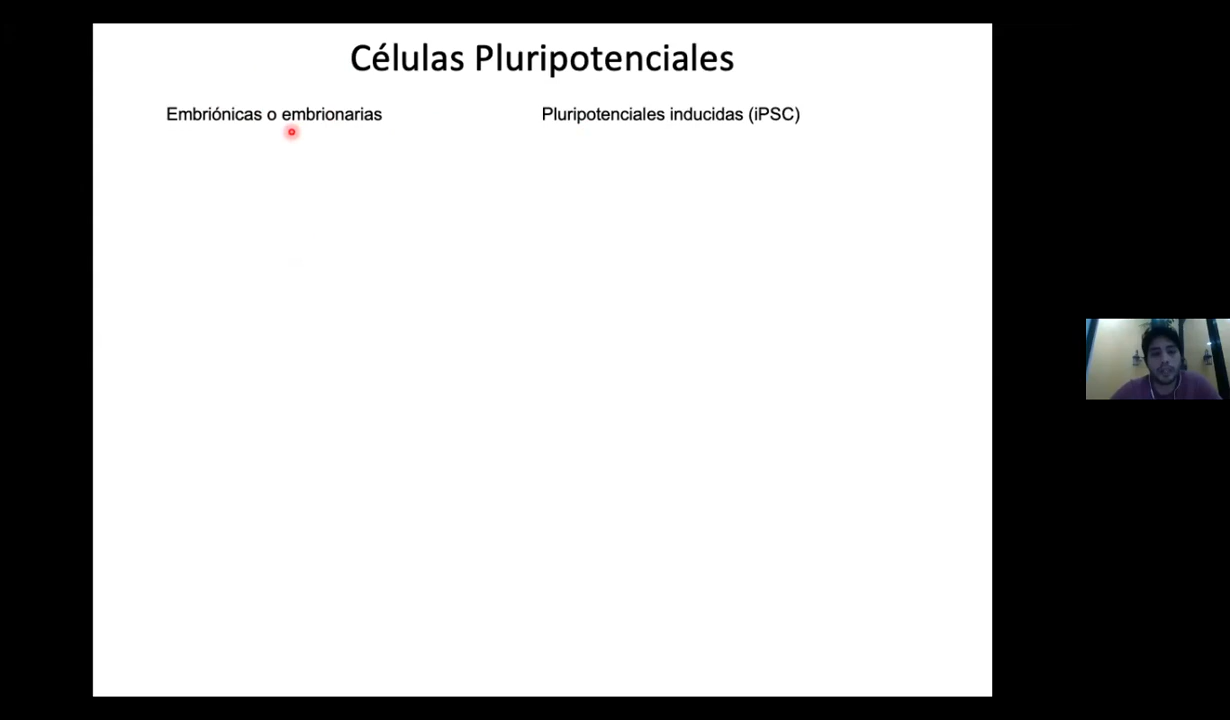 Células Pluripotenciales
Embriónicas o embrionarias
Pluripotenciales inducidas (iPSC)